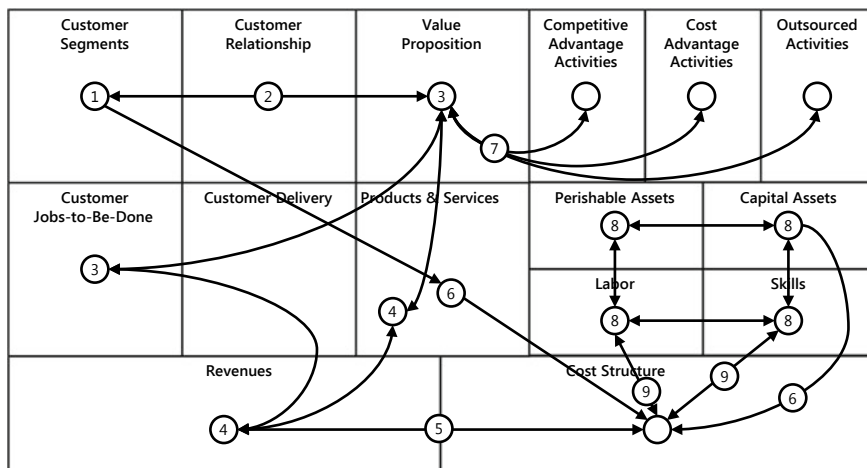 Customer
Segments
Customer
Relationship
Value
Proposition
Competitive
Advantage
Activities
Cost
Advantage
Activities
Outsourced
Activities
1
2
3
7
Customer
Jobs-to-Be-Done
Customer Delivery
Products & Services
Perishable Assets
Capital Assets
8
8
3
6
4
Labor
Skills
8
8
Revenues
Cost Structure
9
9
6
4
5